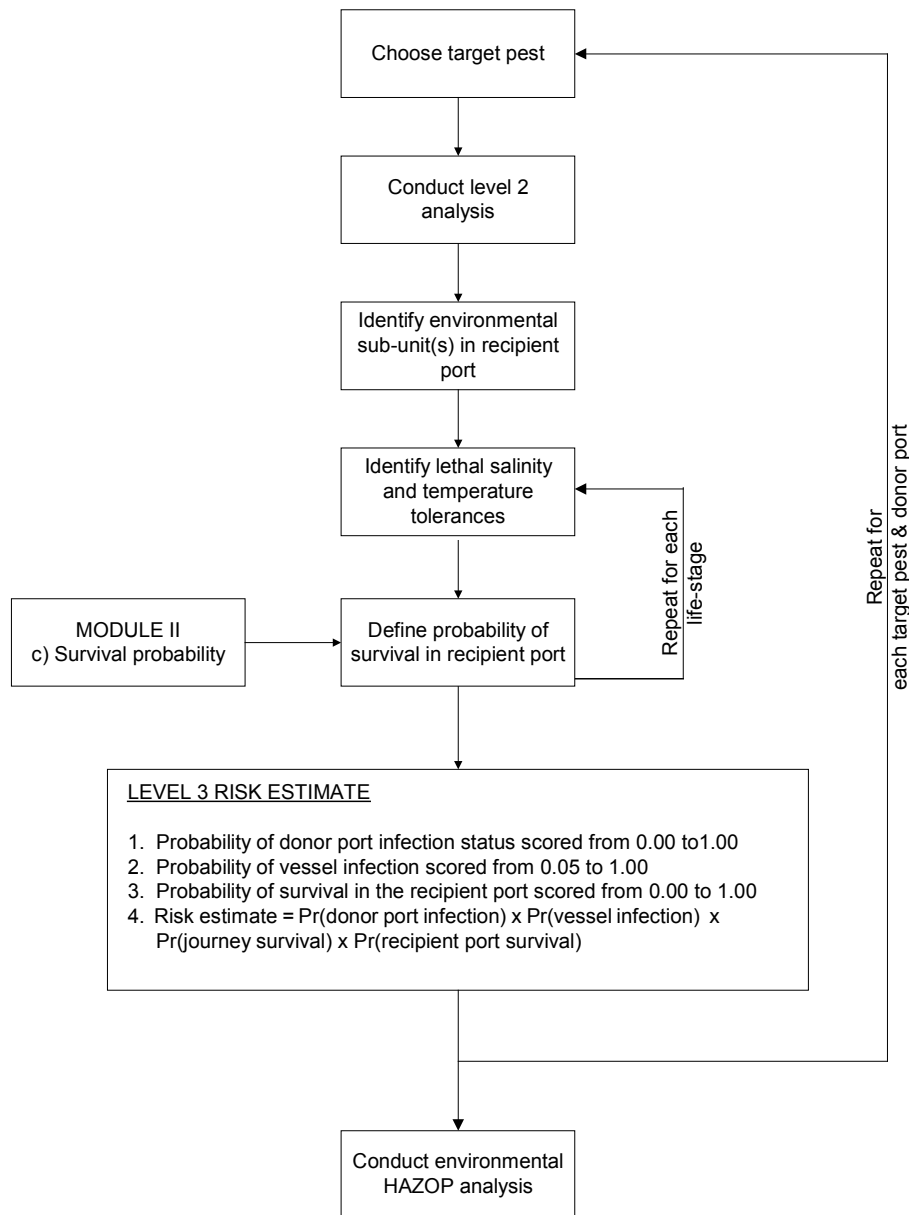 Choose target pest
Conduct level 2
analysis
Identify environmental
sub-unit(s) in recipient
port
Identify lethal salinity
and temperature
tolerances
Repeat for each
life-stage
Repeat for
each target pest & donor port
MODULE II
c) Survival probability
Define probability of
survival in recipient port
LEVEL 3 RISK ESTIMATE
1. Probability of donor port infection status scored from 0.00 to1.00
2. Probability of vessel infection scored from 0.05 to 1.00
3. Probability of survival in the recipient port scored from 0.00 to 1.00
4. Risk estimate = Pr(donor port infection) x Pr(vessel infection) x
Pr(journey survival) x Pr(recipient port survival)
Conduct environmental
HAZOP analysis